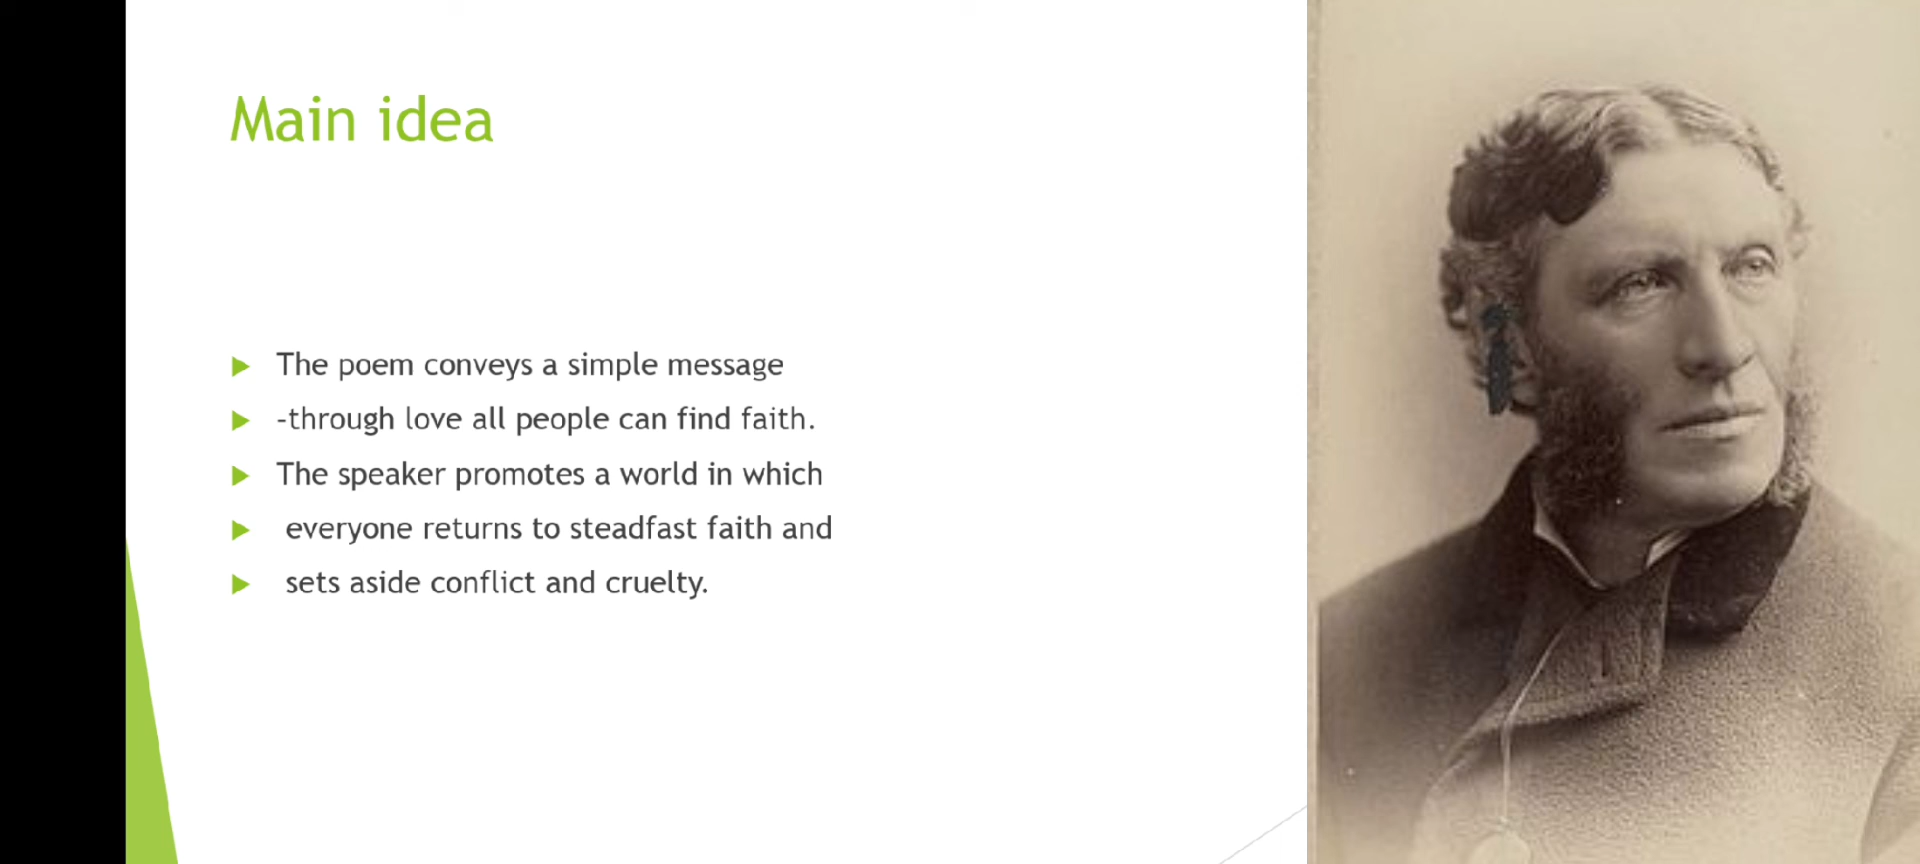 Main idea
The poem conveys a simple message
-through love all people can find faith.
The speaker promotes a world in which
everyone returns to steadfast faith and
sets aside conflict and cruelty.